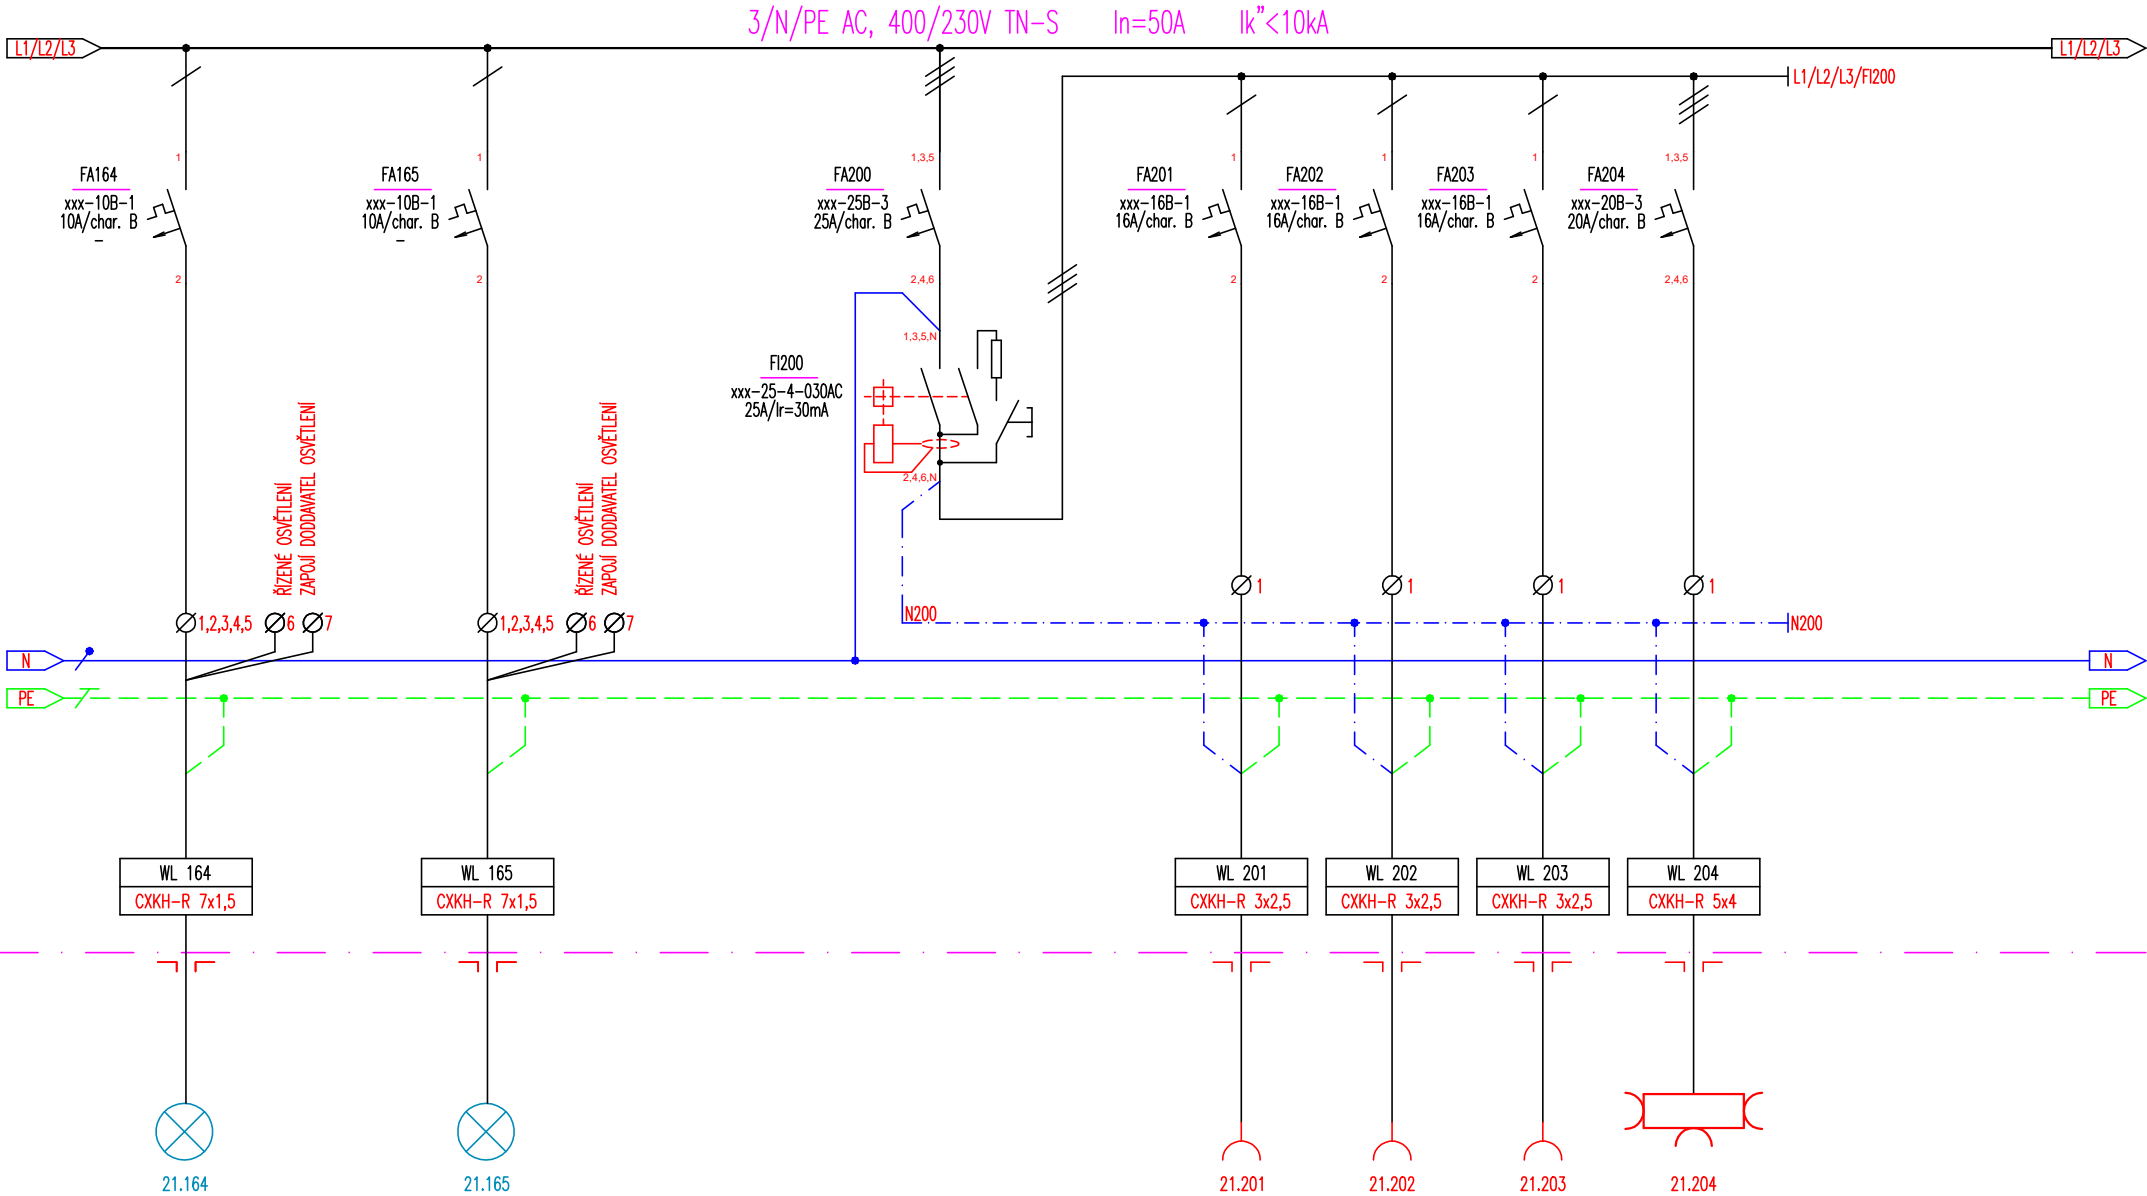 3/N/PE AC, 400/230V TN-S In=50A Ik"<10kA
L1/L2/L3
L1/L2/L3
L1/L2/L3/FI200
1
1
1,3,5
1
1
1
1,3,5
FA164
xxx-10B-1
10A/char. B
-
FA165
xxx-10B-1
10A/char. B
-
FA200
xxx-25B-3
25A/char. B
FA201
xxx-16B-1
16A/char. B
FA202
xxx-16B-1
16A/char. B
FA203
xxx-16B-1
16A/char. B
FA204
xxx-20B-3
20A/char. B
2
2
2,4,6
2
2
2
2,4,6
1,3,5,N
FI200
xxx-25-4-030AC
25A/Ir=30mA
2,4,6,N
ŘÍZENÉ OSVĚTLENÍ
ZAPOJÍ DODDAVATEL OSVĚTLENÍ
ŘÍZENÉ OSVĚTLENÍ
ZAPOJÍ DODDAVATEL OSVĚTLENÍ
1
1
1
1
1,2,3,4,5
6
7
1,2,3,4,5
6
7
N200
N200
N
N
PE
PE
WL 164
CXKH-R 7x1,5
WL 165
CXKH-R 7x1,5
WL 201
CXKH-R 3x2,5
WL 202
CXKH-R 3x2,5
WL 203
CXKH-R 3x2,5
WL 204
CXKH-R 5x4
21.164
21.165
21.201
21.202
21.203
21.204